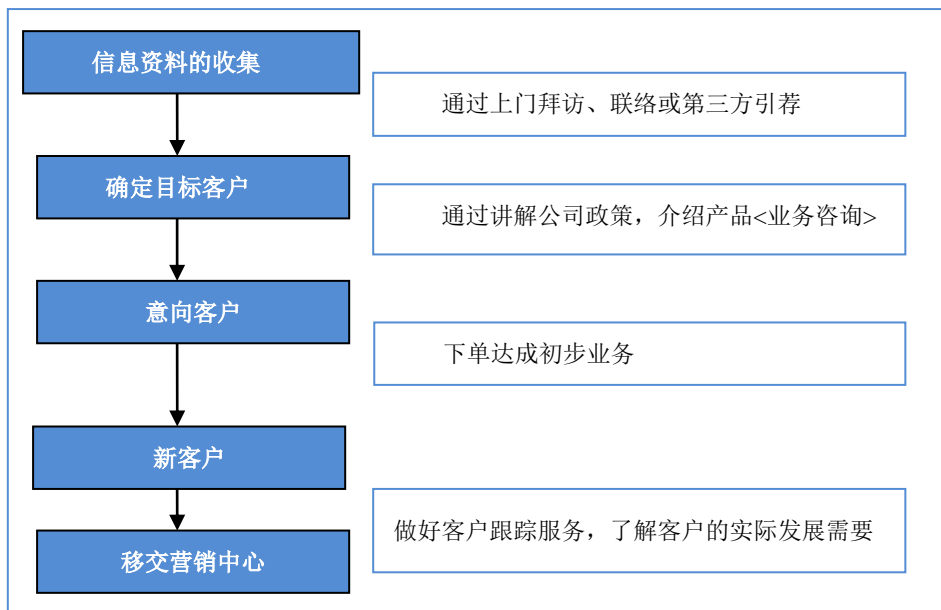 信息资料的收集
通过上门拜访、联络或第三方引荐
确定目标客户
通过讲解公司政策，介绍产品<业务咨询>
意向客户
下单达成初步业务
新客户
做好客户跟踪服务，了解客户的实际发展需要
移交营销中心